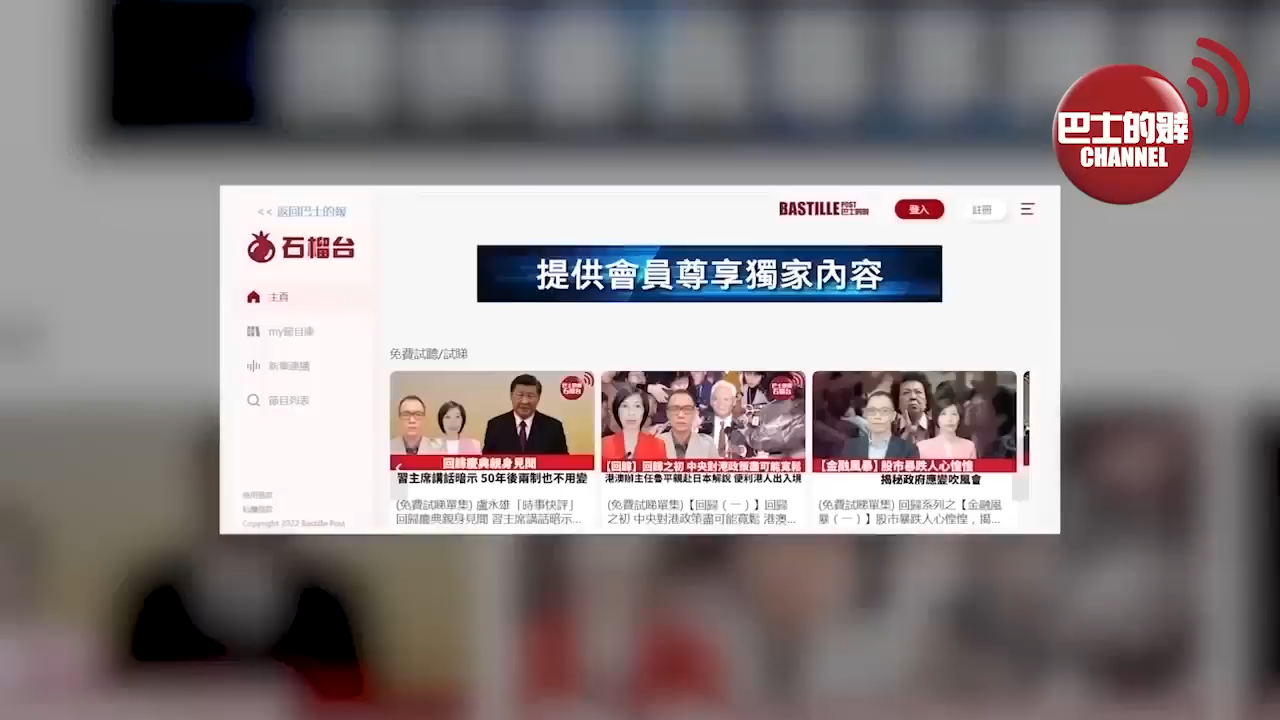 巴士的報
CHANNEL
<< 返回巴士的報
BASTILLE POST
巴士的報
登入
註冊
石榴台
提供會員尊享獨家內容
主頁
my節目庫
新單速遞
節目列表
免費試聽/試睇
回歸慶典親身見聞
習主席講話暗示 50年後兩制也不用變
(免費試睇單集) 盧永雄「時事快評」
回歸慶典親身見聞 習主席講話暗示...
【回歸】回歸之初 中央對港政策盡可能寬鬆
港澳辦主任魯平親赴日本解說 便利港人出入境
(免費試睇單集)【回歸（一）】回歸
之初 中央對港政策盡可能寬鬆 港澳...
【金融風暴】股市暴跌人心惶惶
揭秘政府應變吹風會
(免費試睇單集) 回歸系列之【金融風
暴（一）】股市暴跌人心惶惶，揭...
使用條款
私隱條款
Copyright 2022 Bastille Post